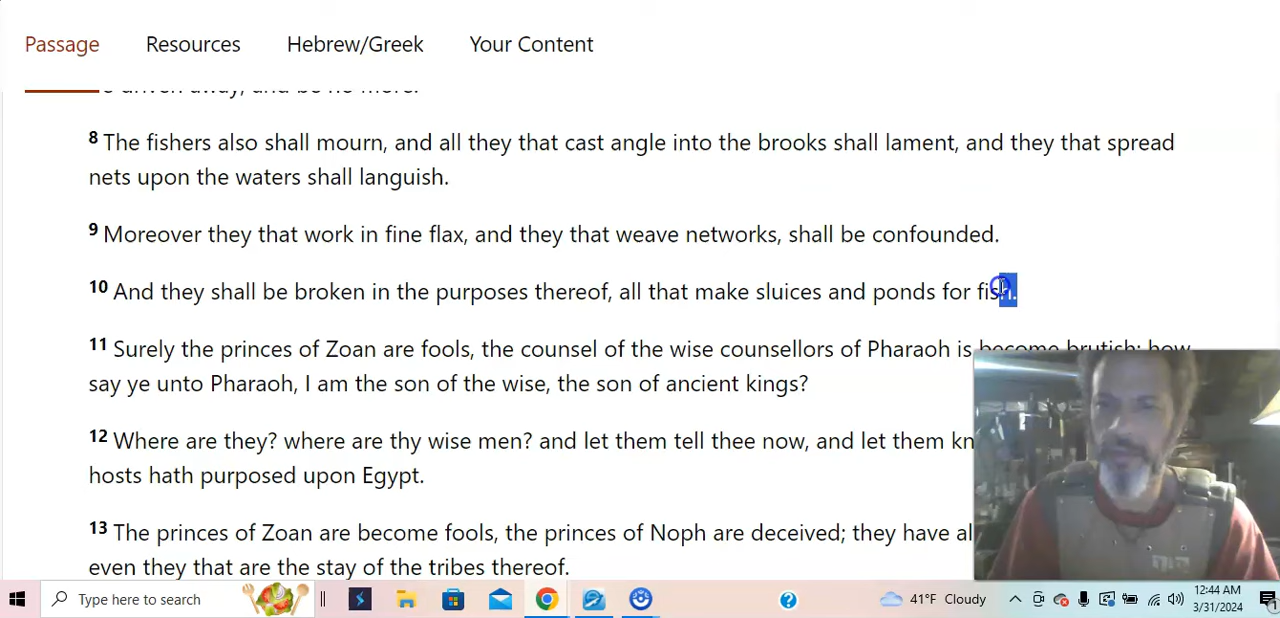 Passage Resources Hebrew/Greek Your Content
8 The fishers also shall mourn, and all they that cast angle into the brooks shall lament, and they that spread
nets upon the waters shall languish.
9 Moreover they that work in fine flax, and they that weave networks, shall be confounded.
10 And they shall be broken in the purposes thereof, all that make sluices and ponds for fish.
11 Surely the princes of Zoan are fools, the counsel of the wise counsellors of Pharaoh is become brutish: how
say ye unto Pharaoh, I am the son of the wise, the son of ancient kings?
12 Where are they? where are thy wise men? and let them tell thee now, and let them kn
hosts hath purposed upon Egypt.
13 The princes of Zoan are become fools, the princes of Noph are deceived; they have al
even they that are the stay of the tribes thereof.
Type here to search 41°F Cloudy 12:44 AM
3/31/2024